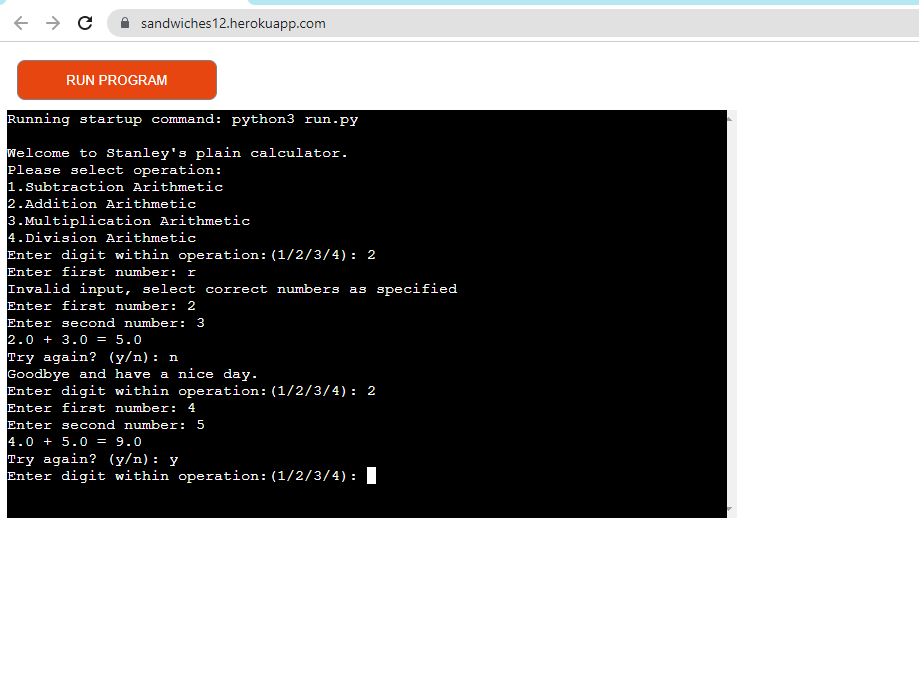 sandwiches12.herokuapp.com
RUN PROGRAM
Running startup command: python3 run.py
Welcome to Stanley's plain calculator.
Please select operation:
1.Subtraction Arithmetic
2.Addition Arithmetic
3.Multiplication Arithmetic
4.Division Arithmetic
Enter digit within operation:(1/2/3/4): 2
Enter first number: r
Invalid input, select correct numbers as specified
Enter first number: 2
Enter second number: 3
2.0 + 3.0 = 5.0
Try again? (y/n): n
Goodbye and have a nice day.
Enter digit within operation:(1/2/3/4): 2
Enter first number: 4
Enter second number: 5
4.0 + 5.0 = 9.0
Try again? (y/n): y
Enter digit within operation:(1/2/3/4):